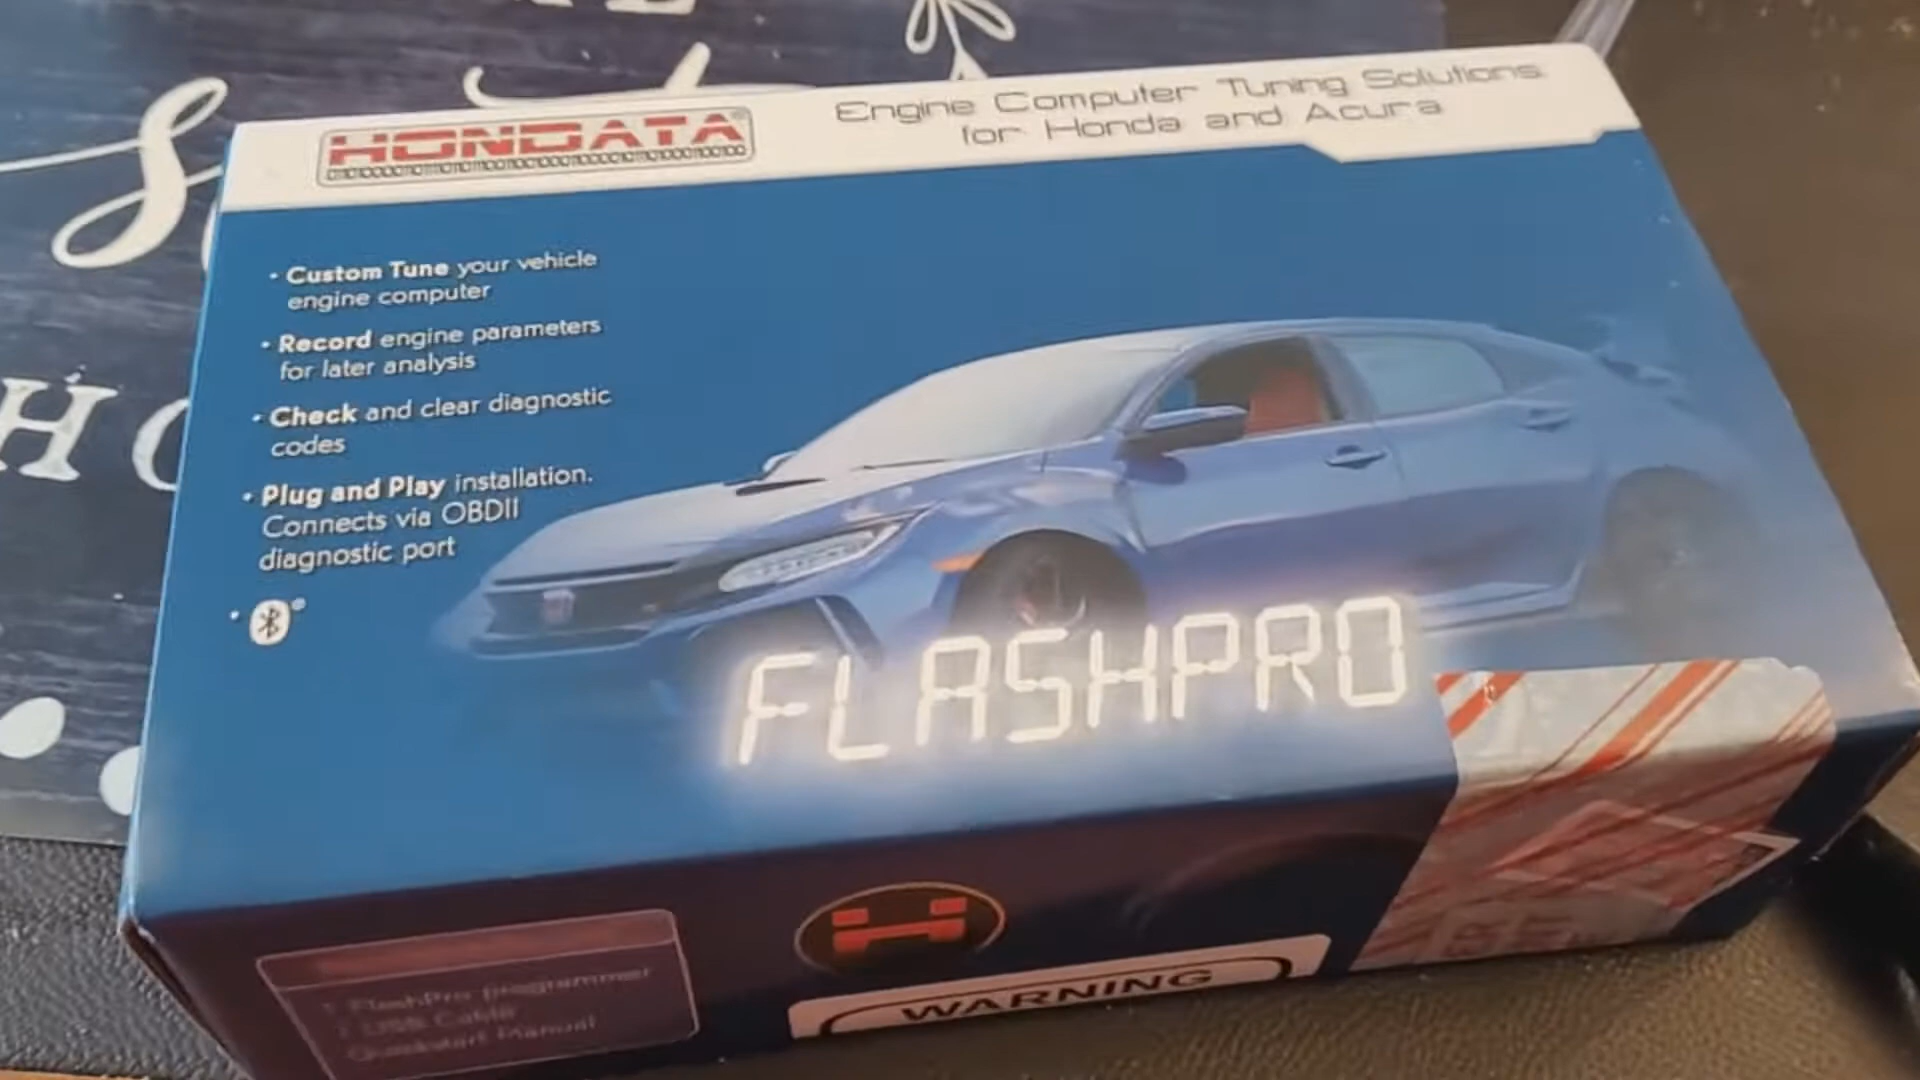 HONDATA
Engine Computer Tuning Solutions
for Honda and Acura
• Custom Tune your vehicle
engine computer
• Record engine parameters
for later analysis
• Check and clear diagnostic
codes
• Plug and Play installation.
Connects via OBDII
diagnostic port
FLASHPRO
FlashPro programmer
USB Cable
Quickstart Manual
WARNING